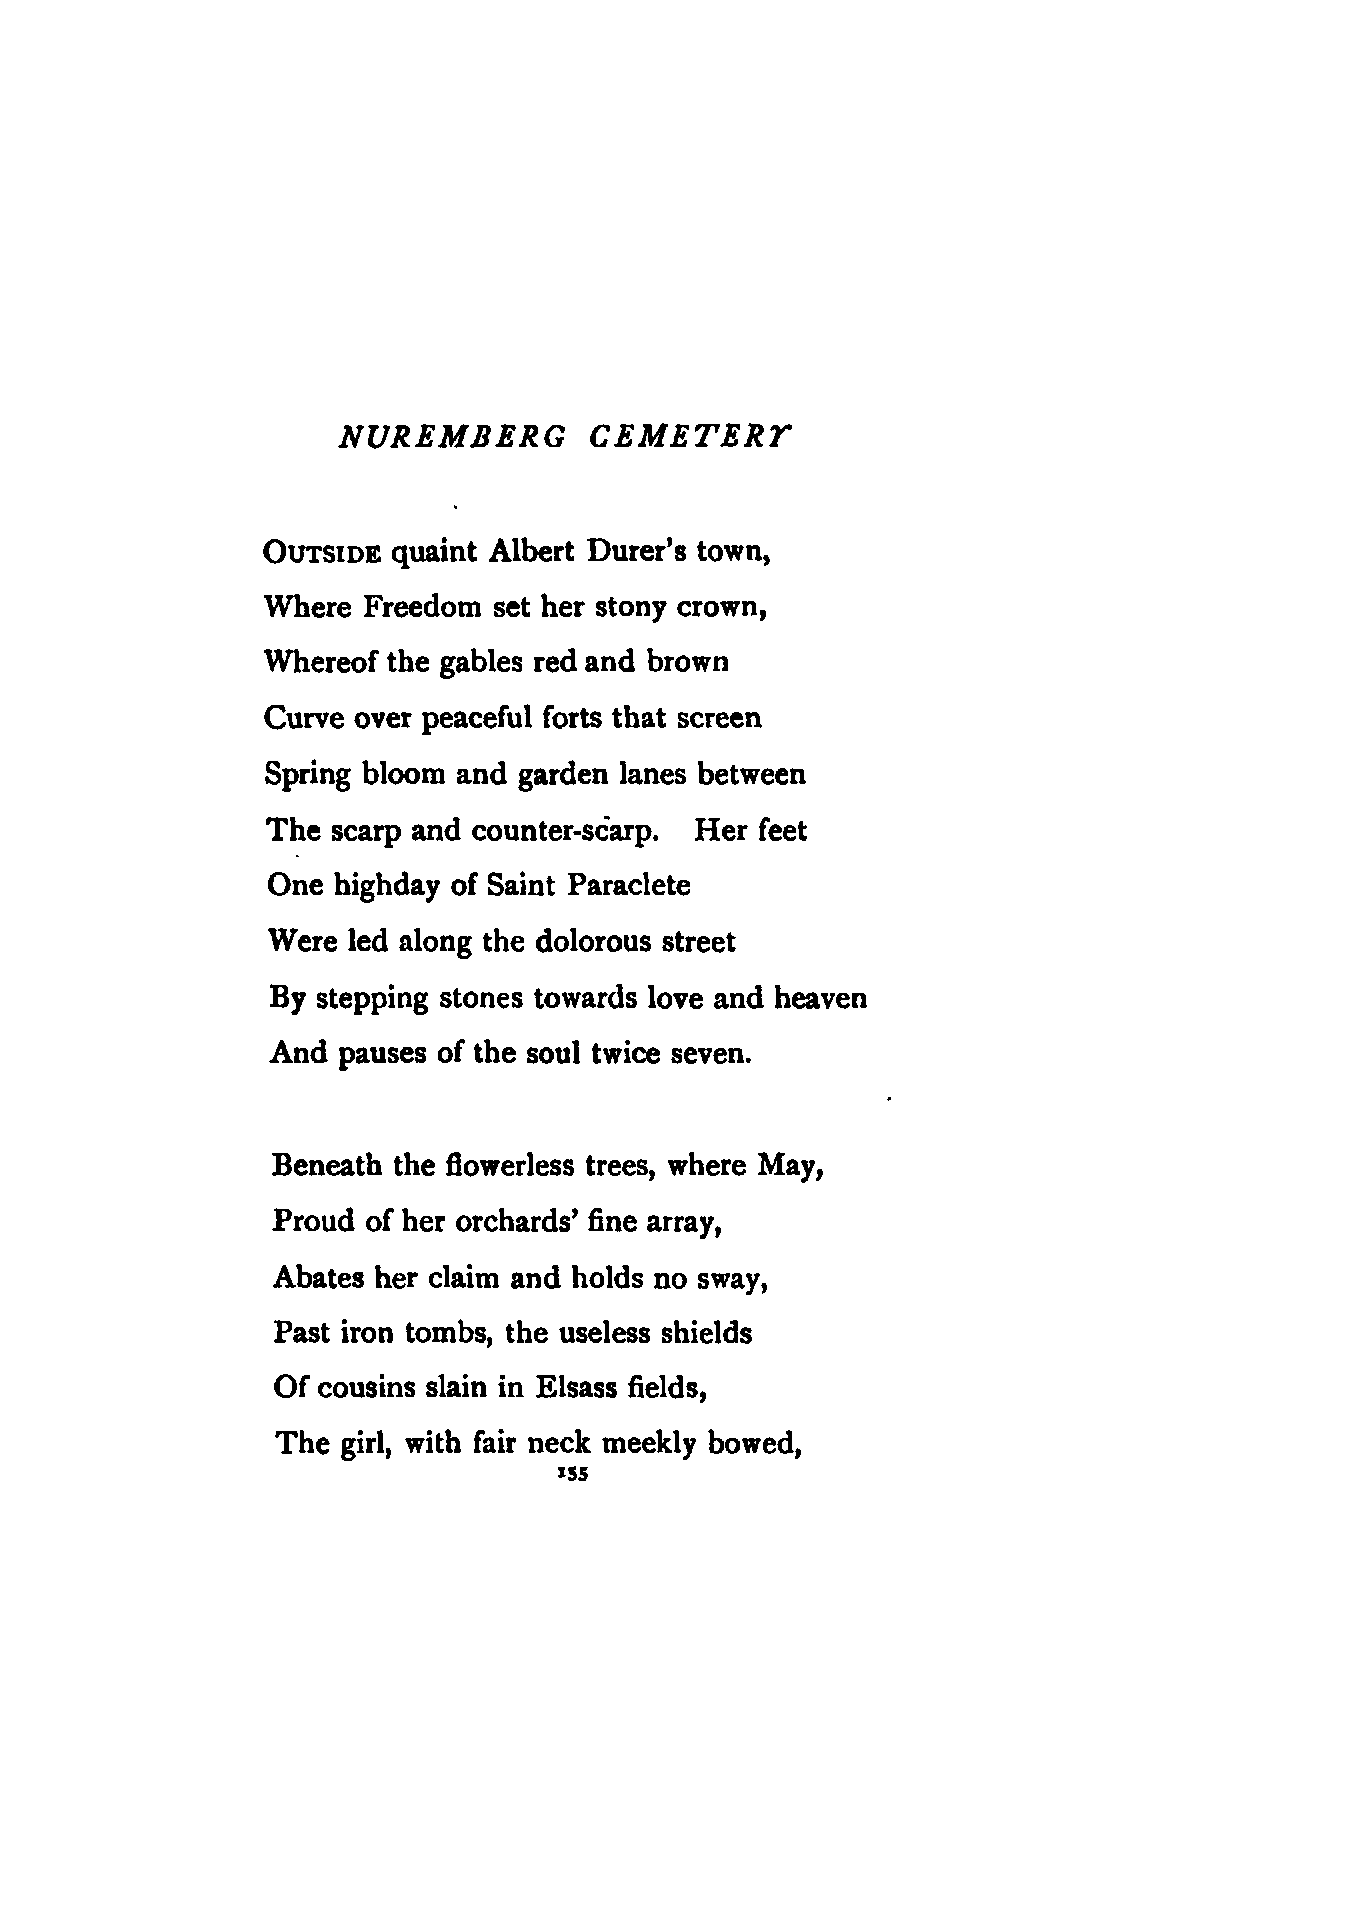 NUREMBERG CEMETERY
OUTSIDE quaint Albert Durer's town,
Where Freedom set her stony crown,
Whereof the gables red and brown
Curve over peaceful forts that screen
Spring bloom and garden lanes between
The scarp and counter-scarp. Her feet
One highday of Saint Paraclete
Were led along the dolorous street
By stepping stones towards love and heaven
And pauses of the soul twice seven.
Beneath the flowerless trees, where May,
Proud of her orchards' fine array,
Abates her claim and holds no sway,
Past iron tombs, the useless shields
Of cousins slain in Elsass fields,
The girl, with fair neck meekly bowed,
155